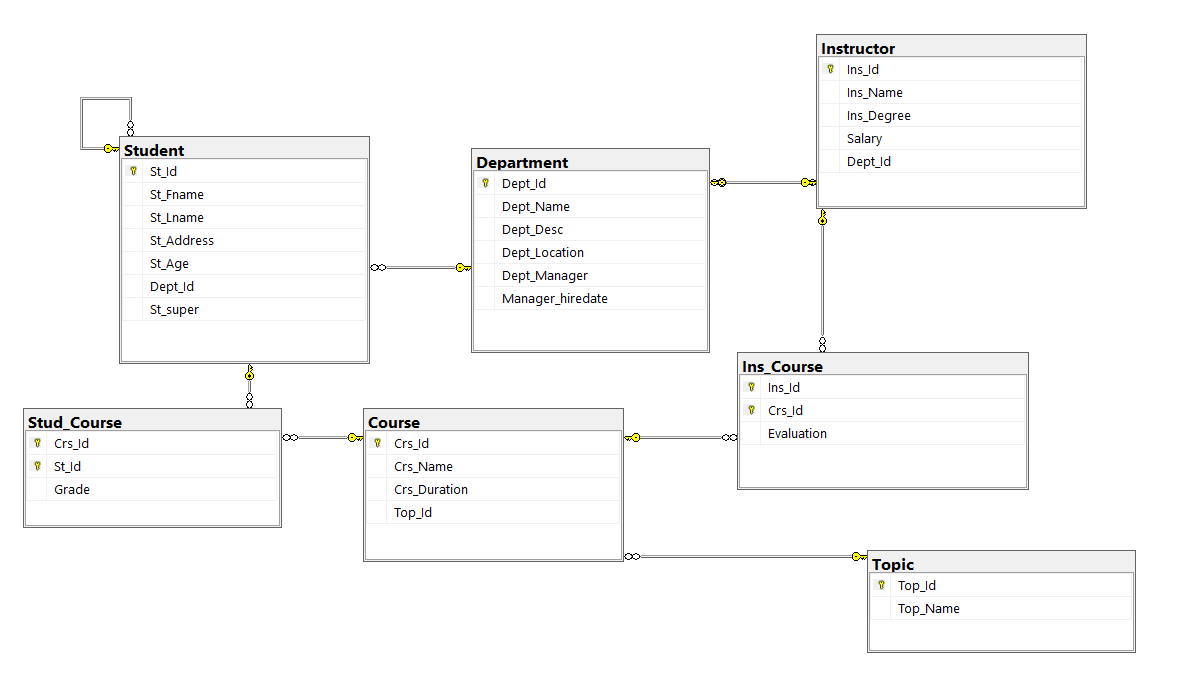 Instructor
Ins_Id
Ins_Name
Ins_Degree
Salary
Dept_Id
Student
St_Id
St_Fname
St_Lname
St_Address
St_Age
Dept_Id
St_super
Department
Dept_Id
Dept_Name
Dept_Desc
Dept_Location
Dept_Manager
Manager_hiredate
Ins_Course
Ins_Id
Crs_Id
Evaluation
Stud_Course
Crs_Id
St_Id
Grade
Course
Crs_Id
Crs_Name
Crs_Duration
Top_Id
Topic
Top_Id
Top_Name